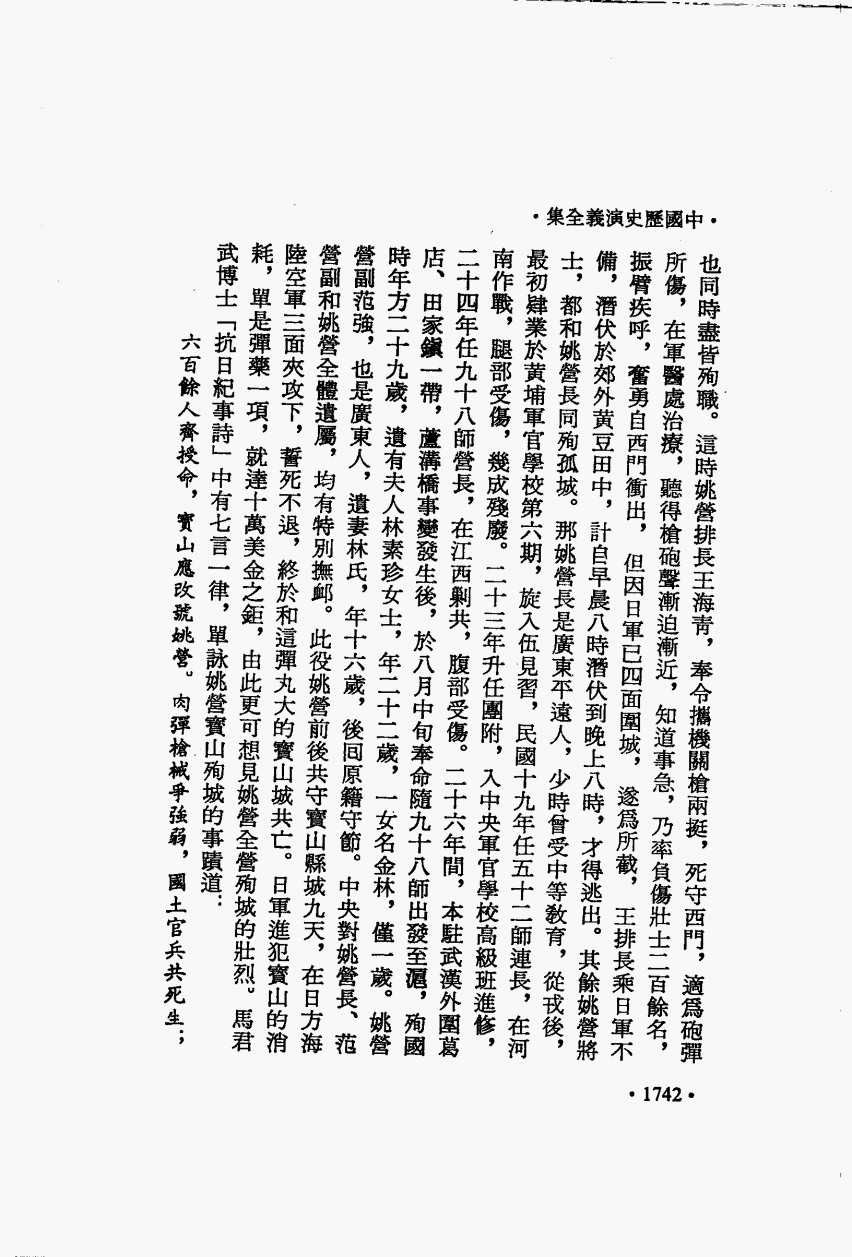 ・中國歷史演義全集・
也同時盡皆殉職。這時姚營排長王海青，奉令攜機關槍兩挺，死守西門，適爲砲彈
所傷，在軍醫處治療，聽得槍砲聲漸迫漸近，知道事急，乃率負傷壯士二百餘名，
振臂疾呼，奮勇自西門衝出，但因日軍已四面圍城，遂爲所截，王排長乘日軍不
備，潛伏於郊外黃豆田中，計自早晨八時潛伏到晚上八時，才得逃出。其餘姚營將
士，都和姚營長同殉孤城。那姚營長是廣東平遠人，少時曾受中等敎育，從戎後，
最初肄業於黃埔軍官學校第六期，旋入伍見習，民國十九年任五十二師連長，在河
南作戰，腿部受傷，幾成殘廢。二十三年升任團附，入中央軍官學校高級班進修，
二十四年任九十八師營長，在江西剿共，腹部受傷。二十六年間，本駐武漢外圍葛
店、田家鎭一帶，蘆溝橋事變發生後，於八月中旬奉命隨九十八師出發至滬，殉國
時年方二十九歲，遺有夫人林素珍女士，年二十二歲，一女名金林，僅一歲。姚營
營副范強，也是廣東人，遺妻林氏，年十六歲，後回原籍守節。中央對姚營長、范
營副和姚營全體遺屬，均有特別撫卹。此役姚營前後共守寶山縣城九天，在日方海
陸空軍三面夾攻下，誓死不退，終於和這彈丸大的寶山城共亡。日軍進犯寶山的消
耗，單是彈藥一項，就達十萬美金之鉅，由此更可想見姚營全營殉城的壯烈。馬君
武博士「抗日紀事詩」中有七言一律，單詠姚營寶山殉城的事蹟道：
六百餘人齊授命，寶山應改號姚營。肉彈槍械爭強弱，國土官兵共死生；
・1742・